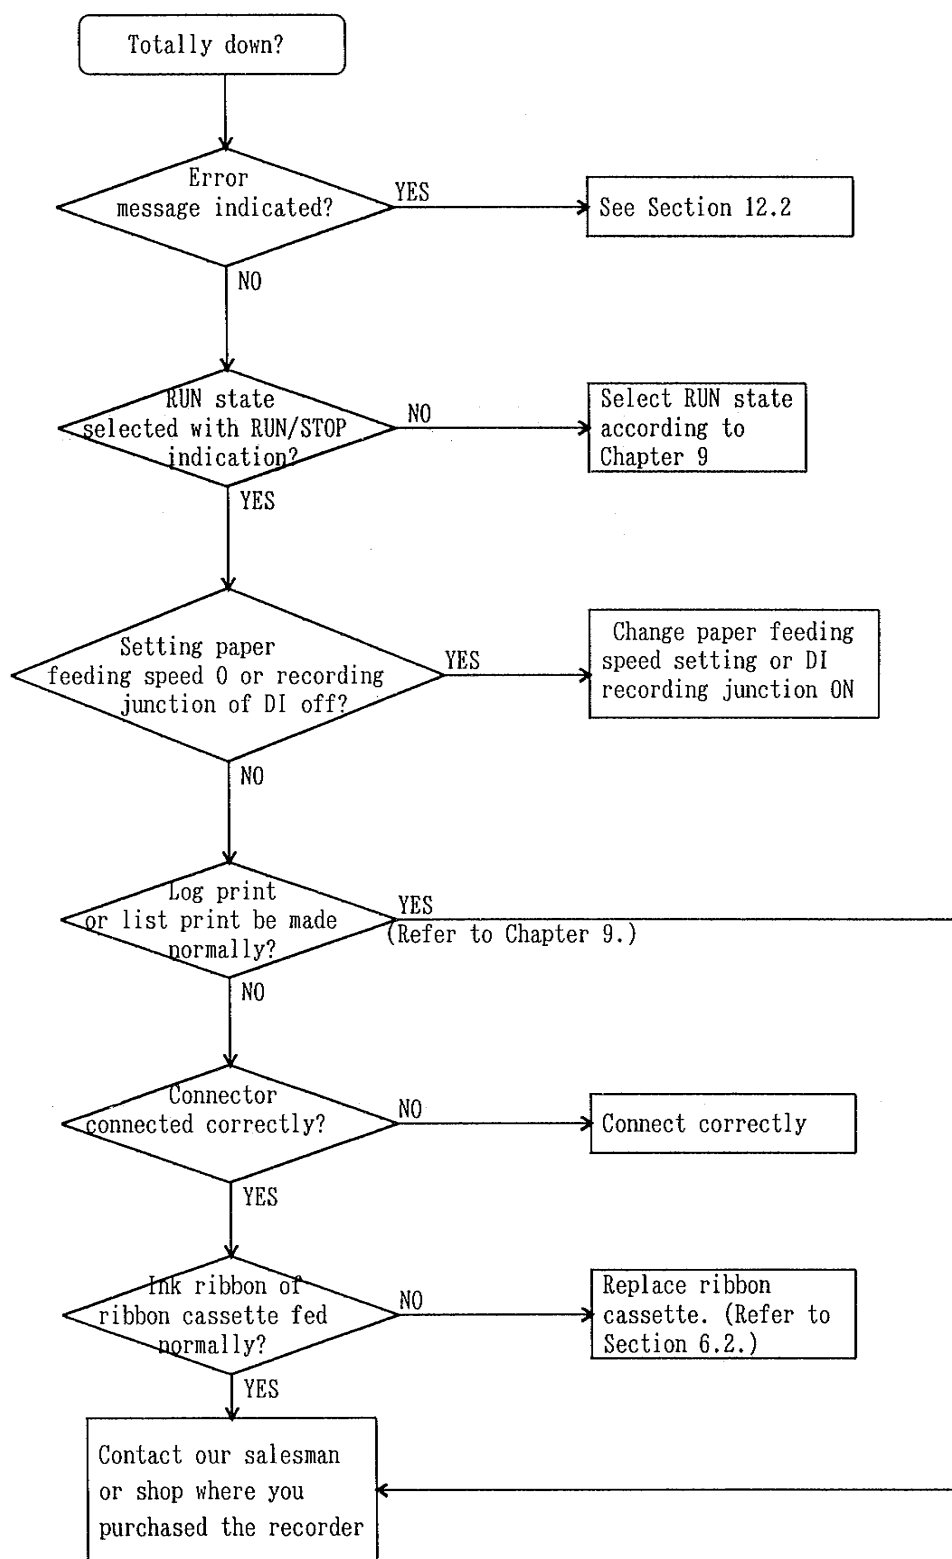 Totally down?
Error
message indicated?
YES
See Section 12.2
NO
RUN state
selected with RUN/STOP
indication?
NO
Select RUN state
according to
Chapter 9
YES
Setting paper
feeding speed 0 or recording
junction of DI off?
YES
Change paper feeding
speed setting or DI
recording junction ON
NO
Log print
or list print be made
normally?
YES
(Refer to Chapter 9.)
NO
Connector
connected correctly?
NO
Connect correctly
YES
Ink ribbon of
ribbon cassette fed
normally?
NO
Replace ribbon
cassette. (Refer to
Section 6.2.)
YES
Contact our salesman
or shop where you
purchased the recorder